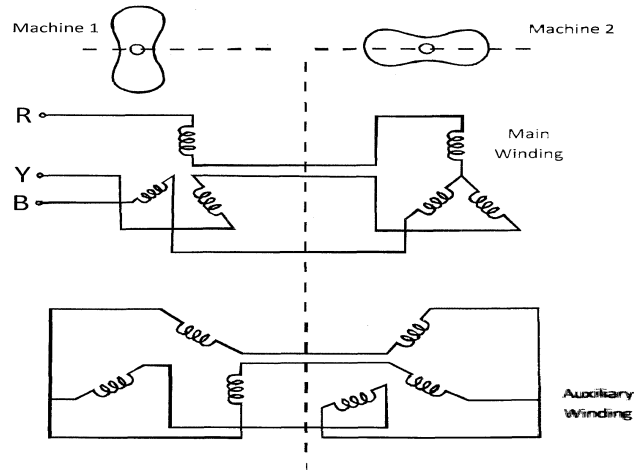 Machine 1
Machine 2
R
Main
Winding
Y
B
Auxiliary
Winding